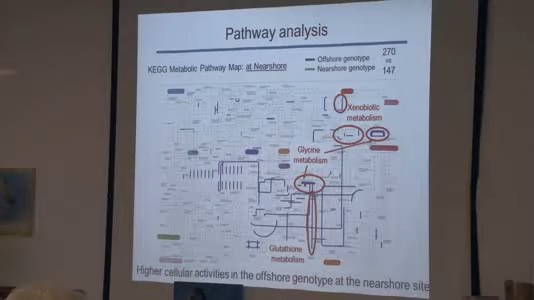 Pathway analysis
KEGG Metabolic Pathway Map: at Nearshore
Offshore genotype 270
vs
Nearshore genotype 147
Xenobiotic
metabolism
Glycine
metabolism
Glutathione
metabolism
Higher cellular activities in the offshore genotype at the nearshore site